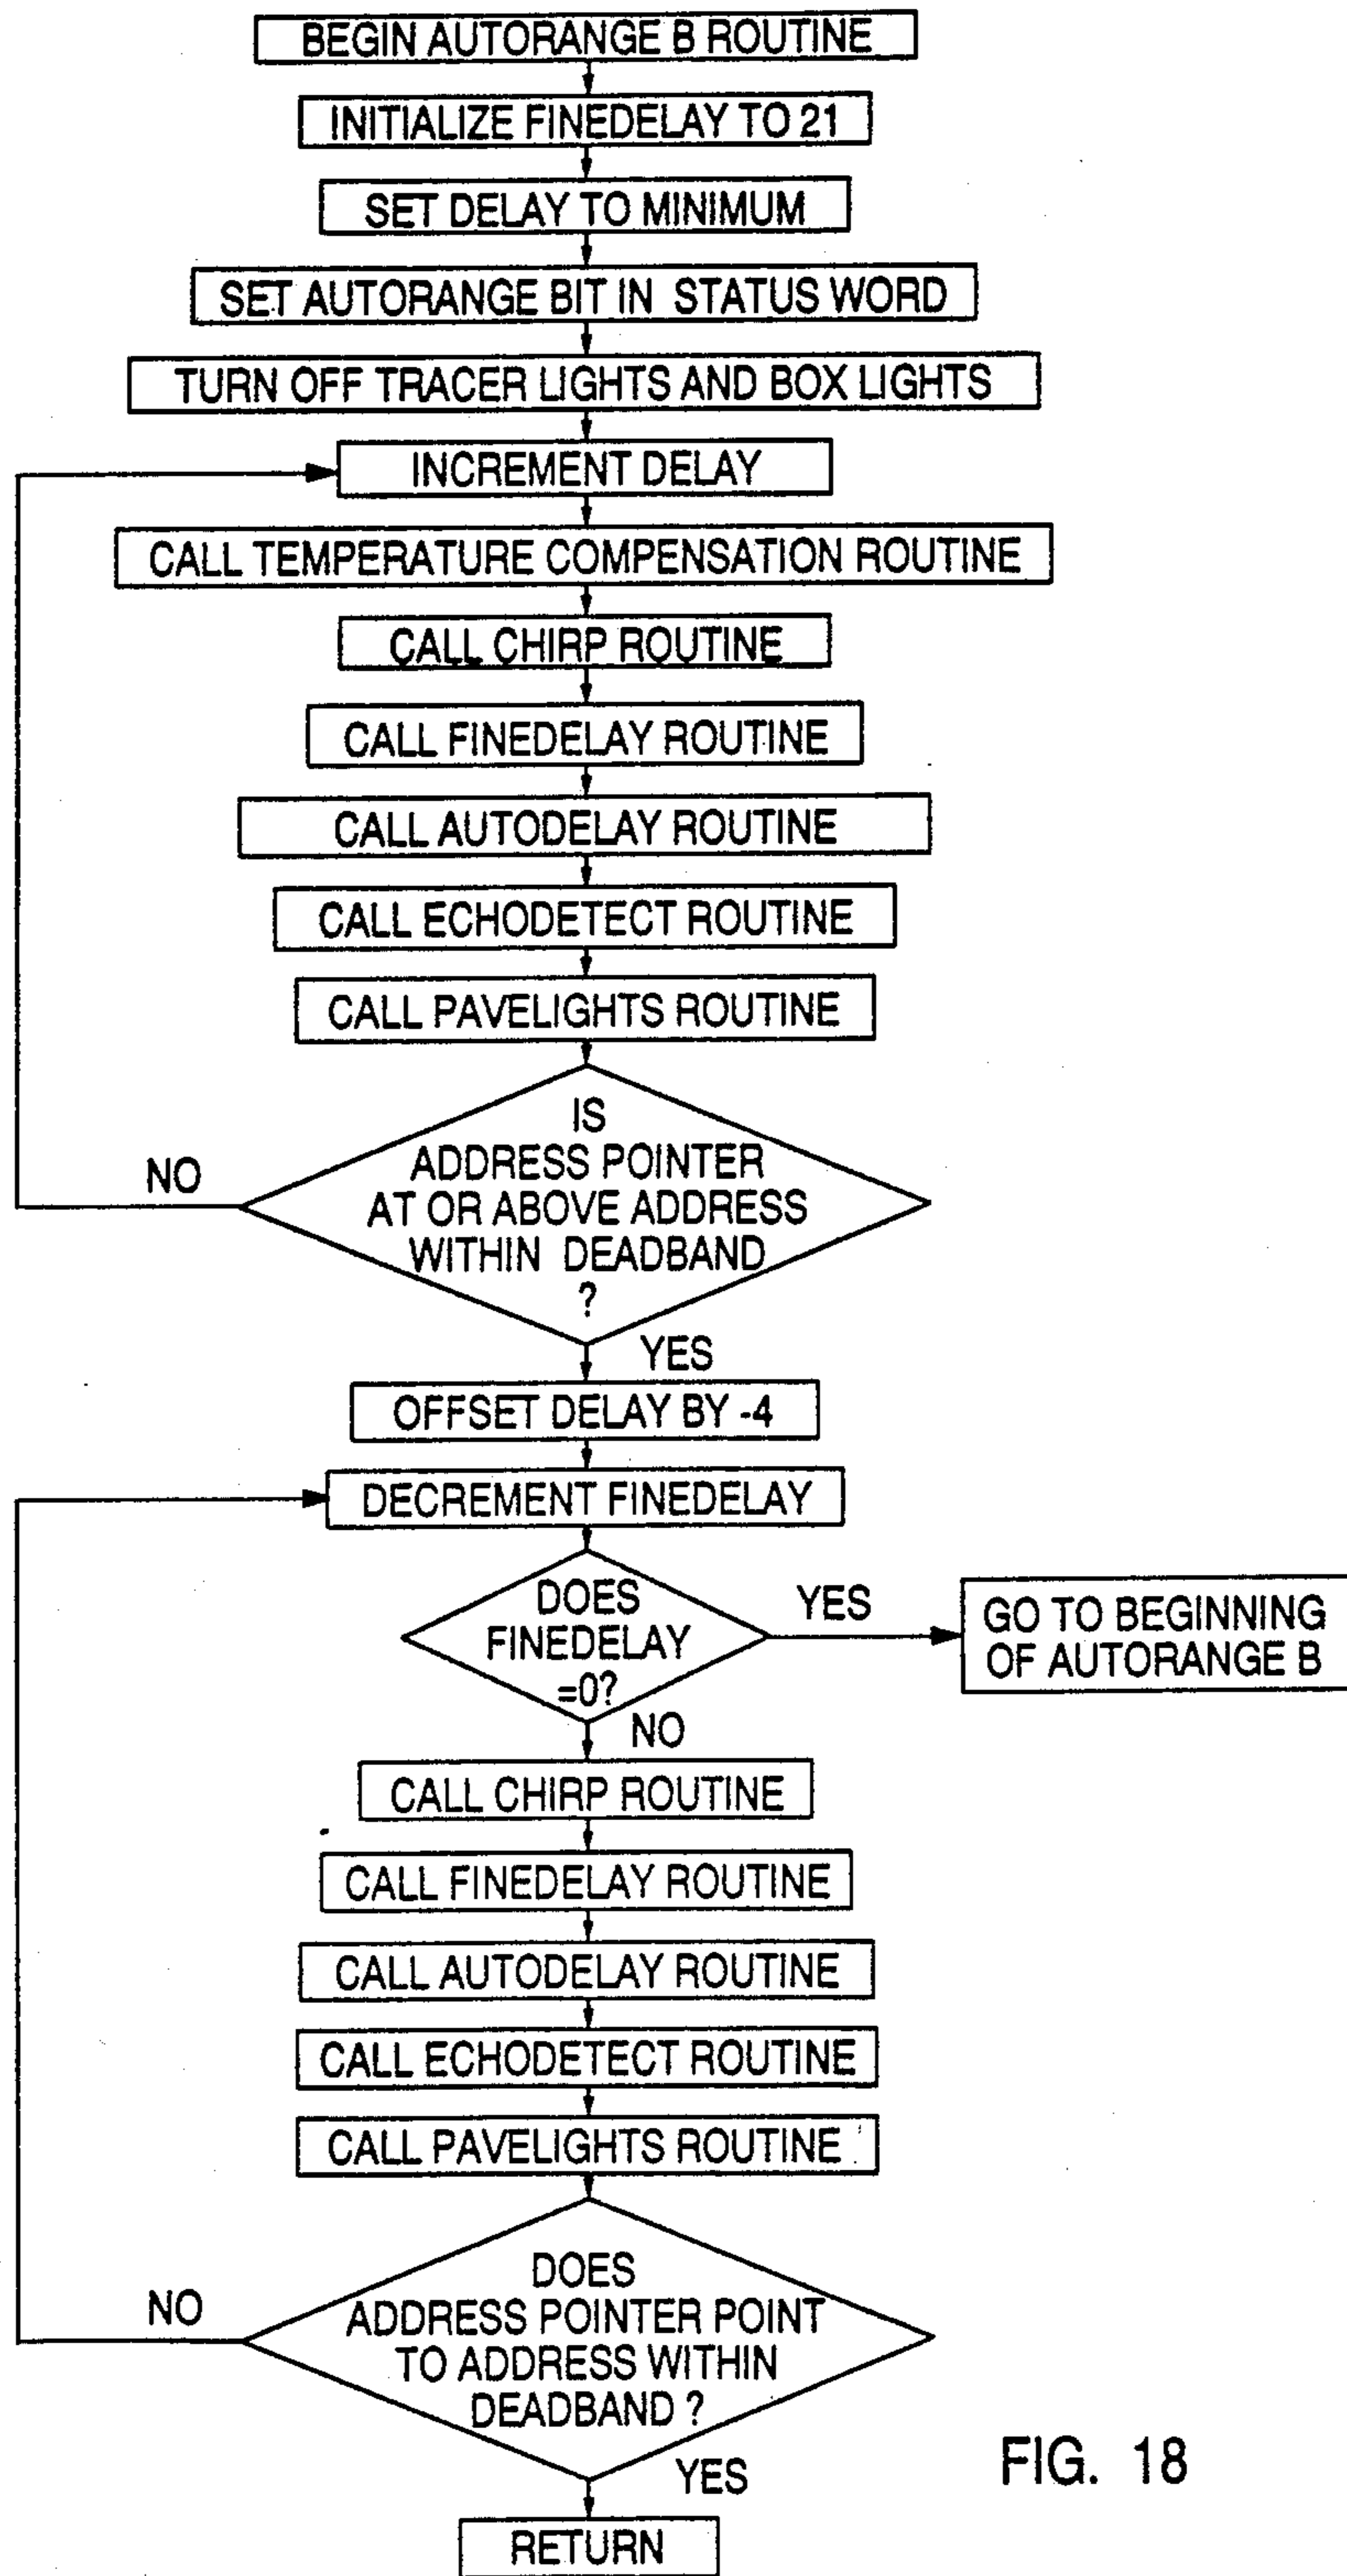 BEGIN AUTORANGE B ROUTINE
INITIALIZE FINEDELAY TO 21
SET DELAY TO MINIMUM
SET AUTORANGE BIT IN STATUS WORD
TURN OFF TRACER LIGHTS AND BOX LIGHTS
INCREMENT DELAY
CALL TEMPERATURE COMPENSATION ROUTINE
CALL CHIRP ROUTINE
CALL FINEDELAY ROUTINE
CALL AUTODELAY ROUTINE
CALL ECHODETECT ROUTINE
CALL PAVELIGHTS ROUTINE
IS
ADDRESS POINTER
AT OR ABOVE ADDRESS
WITHIN DEADBAND
?
NO
YES
OFFSET DELAY BY -4
DECREMENT FINEDELAY
DOES
FINEDELAY
=0?
YES
GO TO BEGINNING
OF AUTORANGE B
NO
CALL CHIRP ROUTINE
CALL FINEDELAY ROUTINE
CALL AUTODELAY ROUTINE
CALL ECHODETECT ROUTINE
CALL PAVELIGHTS ROUTINE
DOES
ADDRESS POINTER POINT
TO ADDRESS WITHIN
DEADBAND ?
NO
YES
RETURN
FIG. 18